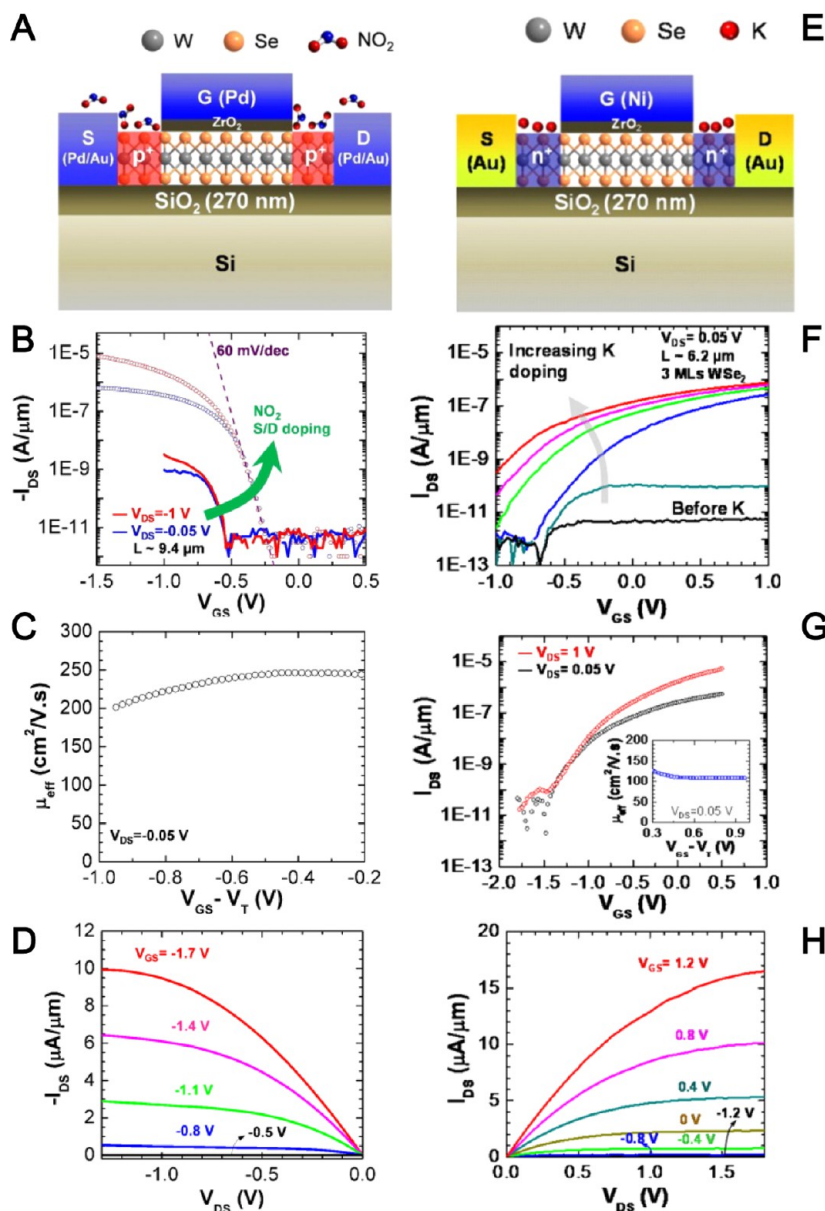 A
W Se NO2
G (Pd)
ZrO2
S
(Pd/Au)
p+
p+
D
(Pd/Au)
SiO2 (270 nm)
Si
E
W Se K
G (Ni)
ZrO2
S
(Au)
n+
n+
D
(Au)
SiO2 (270 nm)
Si
B
60 mV/dec
NO2
S/D doping
VDS=-1 V
VDS=-0.05 V
L ~ 9.4 μm
-IDS (A/μm)
1E-5
1E-7
1E-9
1E-11
-1.5 -1.0 -0.5 0.0 0.5
VGS (V)
F
VDS= 0.05 V
L ~ 6.2 μm
3 MLs WSe2
Increasing K
doping
Before K
IDS (A/μm)
1E-5
1E-6
1E-7
1E-8
1E-9
1E-10
1E-11
1E-12
1E-13
-1.0 -0.5 0.0 0.5 1.0
VGS (V)
C
μeff (cm2/V.s)
300
250
200
150
100
50
0
VDS=-0.05 V
-1.0 -0.8 -0.6 -0.4 -0.2
VGS- VT (V)
G
VDS= 1 V
VDS= 0.05 V
IDS (A/μm)
1E-5
1E-7
1E-9
1E-11
1E-13
μeff (cm2/V.s)
200
150
100
50
0
VDS=0.05 V
0.3 0.6 0.9
VGS-VT (V)
-2.0 -1.5 -1.0 -0.5 0.0 0.5 1.0
VGS (V)
D
-IDS (μA/μm)
12
10
8
6
4
2
0
VGS= -1.7 V
-1.4 V
-1.1 V
-0.8 V
-0.5 V
-1.0 -0.5 0.0
VDS (V)
H
IDS (μA/μm)
20
15
10
5
0
VGS= 1.2 V
0.8 V
0.4 V
0 V
-1.2 V
-0.8 V
-0.4 V
0.0 0.5 1.0 1.5
VDS (V)